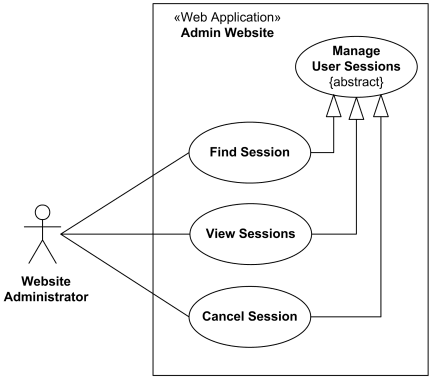 «Web Application»
Admin Website
Manage
User Sessions
{abstract}
Find Session
View Sessions
Website
Administrator
Cancel Session